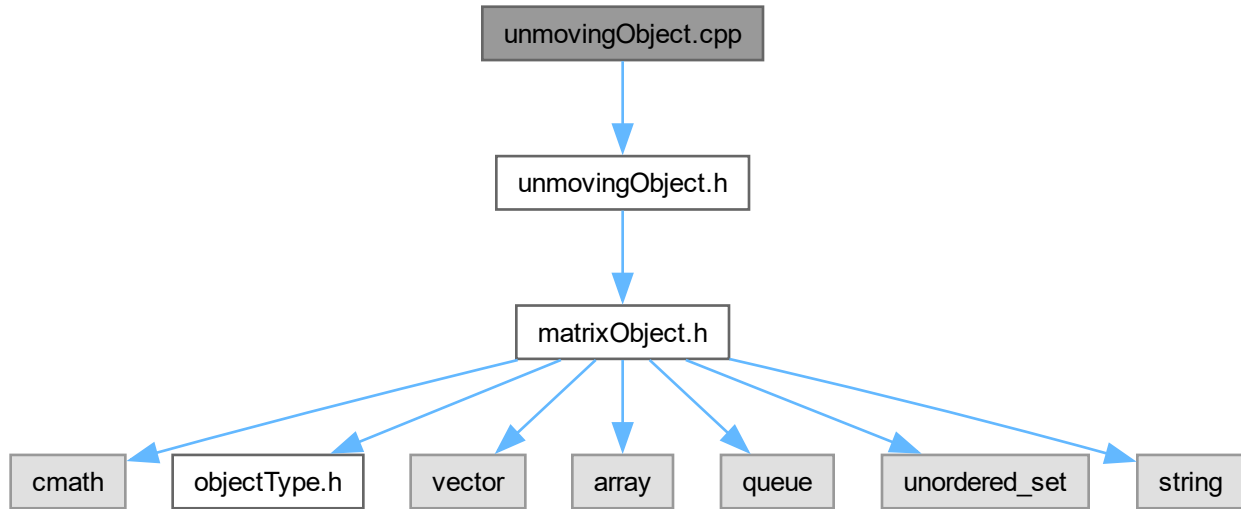 unmovingObject.cpp
unmovingObject.h
matrixObject.h
cmath
objectType.h
vector
array
queue
unordered_set
string